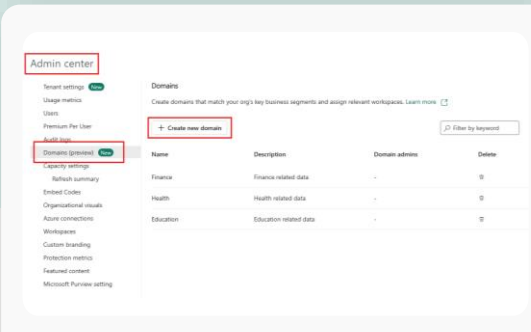 Admin center
Tenant settings New
Usage metrics
Users
Premium Per User
Audit logs
Domains (preview) New
Capacity settings
Refresh summary
Embed Codes
Organizational visuals
Azure connections
Workspaces
Custom branding
Protection metrics
Featured content
Microsoft Purview setting
Domains
Create domains that match your org's key business segments and assign relevant workspaces. Learn more
+ Create new domain
Filter by keyword
Name Description Domain admins Delete
Finance Finance related data -
Health Health related data -
Education Education related data -